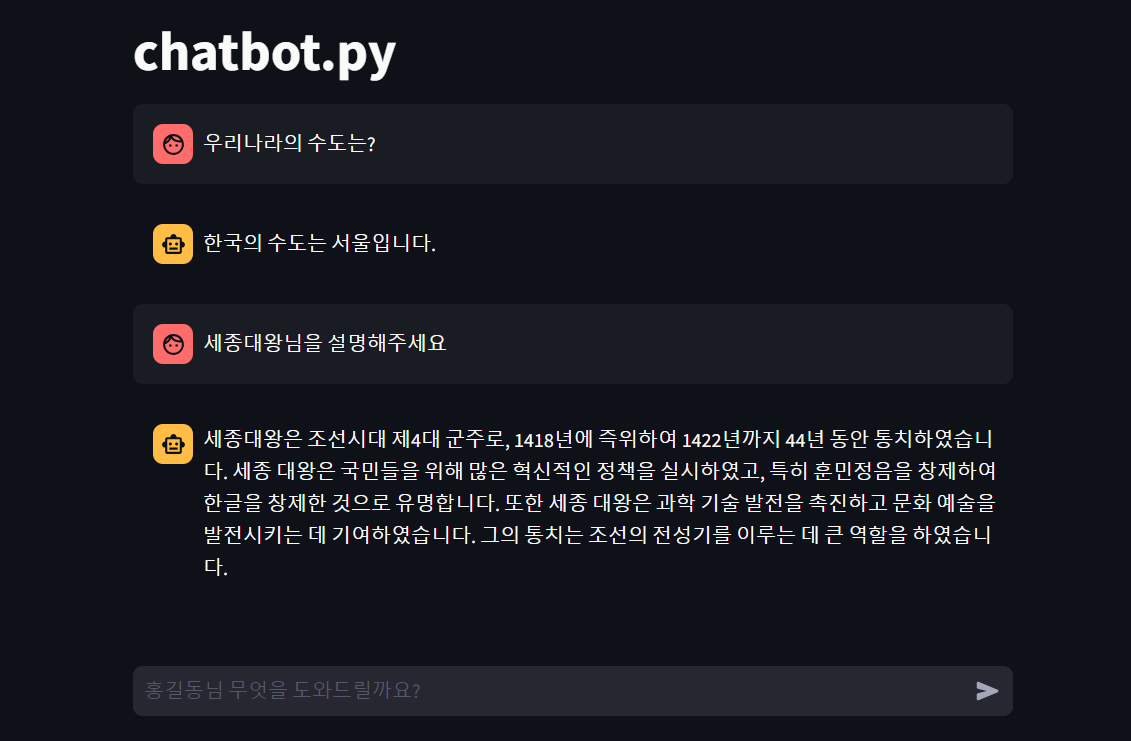 chatbot.py
우리나라의 수도는?
한국의 수도는 서울입니다.
세종대왕님을 설명해주세요
세종대왕은 조선시대 제4대 군주로, 1418년에 즉위하여 1422년까지 44년 동안 통치하였습니
다. 세종 대왕은 국민들을 위해 많은 혁신적인 정책을 실시하였고, 특히 훈민정음을 창제하여
한글을 창제한 것으로 유명합니다. 또한 세종 대왕은 과학 기술 발전을 촉진하고 문화 예술을
발전시키는 데 기여하였습니다. 그의 통치는 조선의 전성기를 이루는 데 큰 역할을 하였습니
다.
홍길동님 무엇을 도와드릴까요?